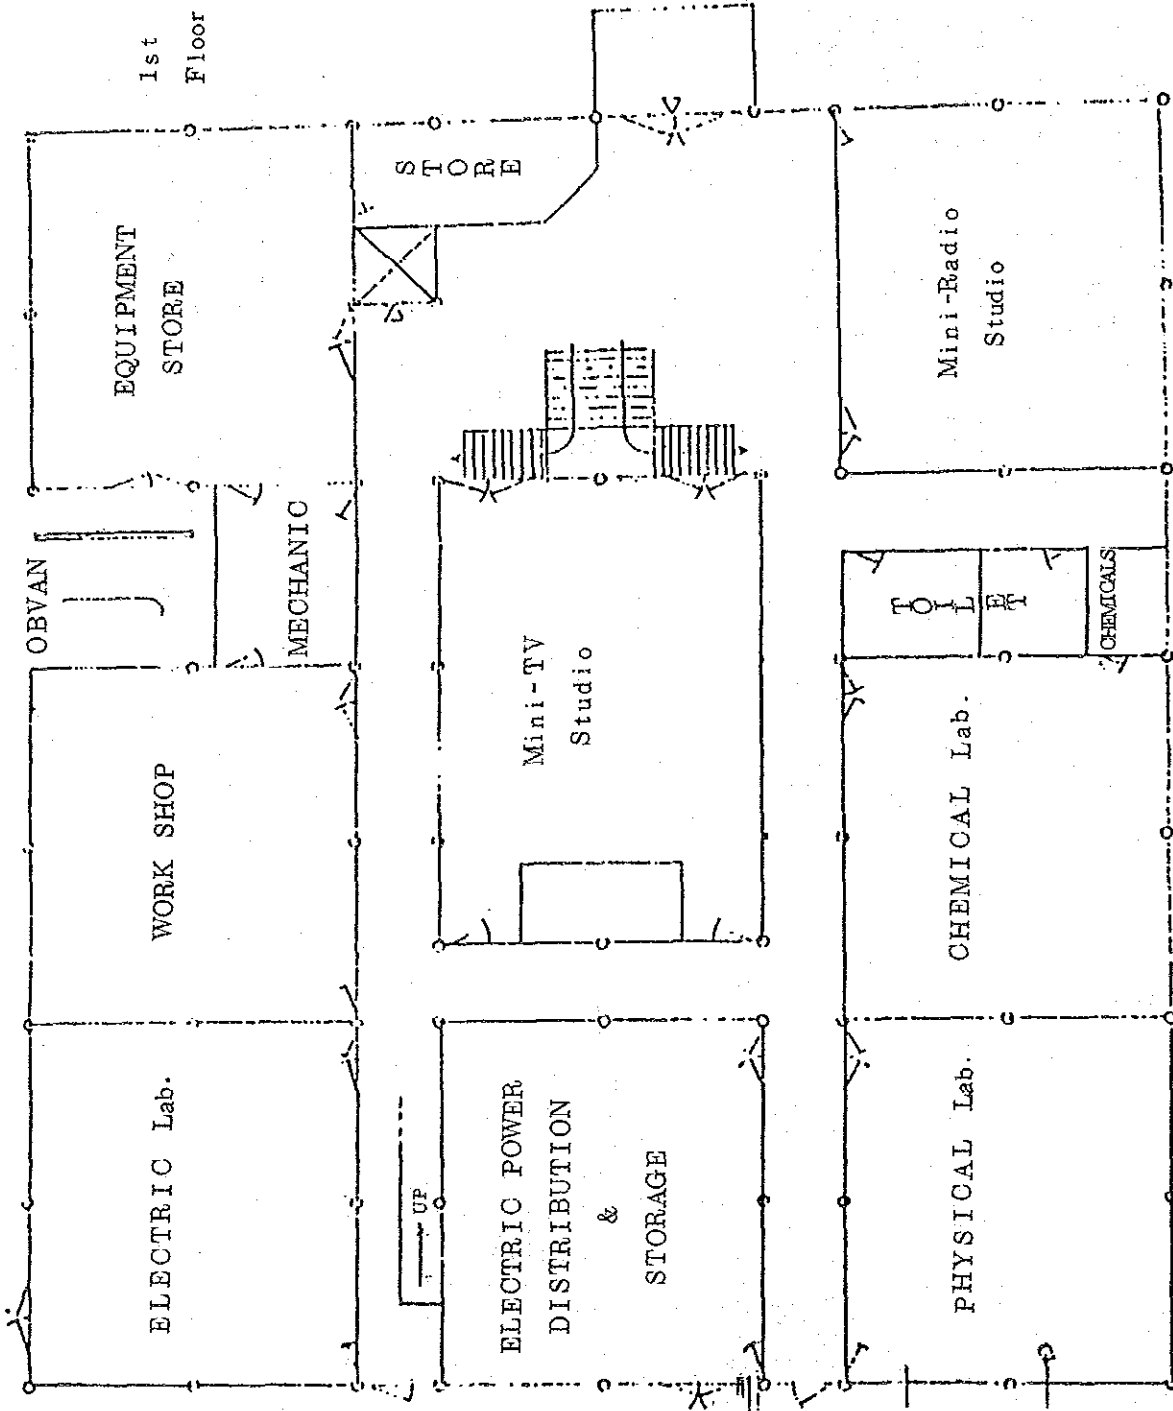 1st
Floor
ELECTRIC Lab.
WORK SHOP
OBVAN
MECHANIC
EQUIPMENT
STORE
STORE
UP
ELECTRIC POWER
DISTRIBUTION
&
STORAGE
Mini-TV
Studio
PHYSICAL Lab.
CHEMICAL Lab.
TOILET
CHEMICALS
Mini-Radio
Studio